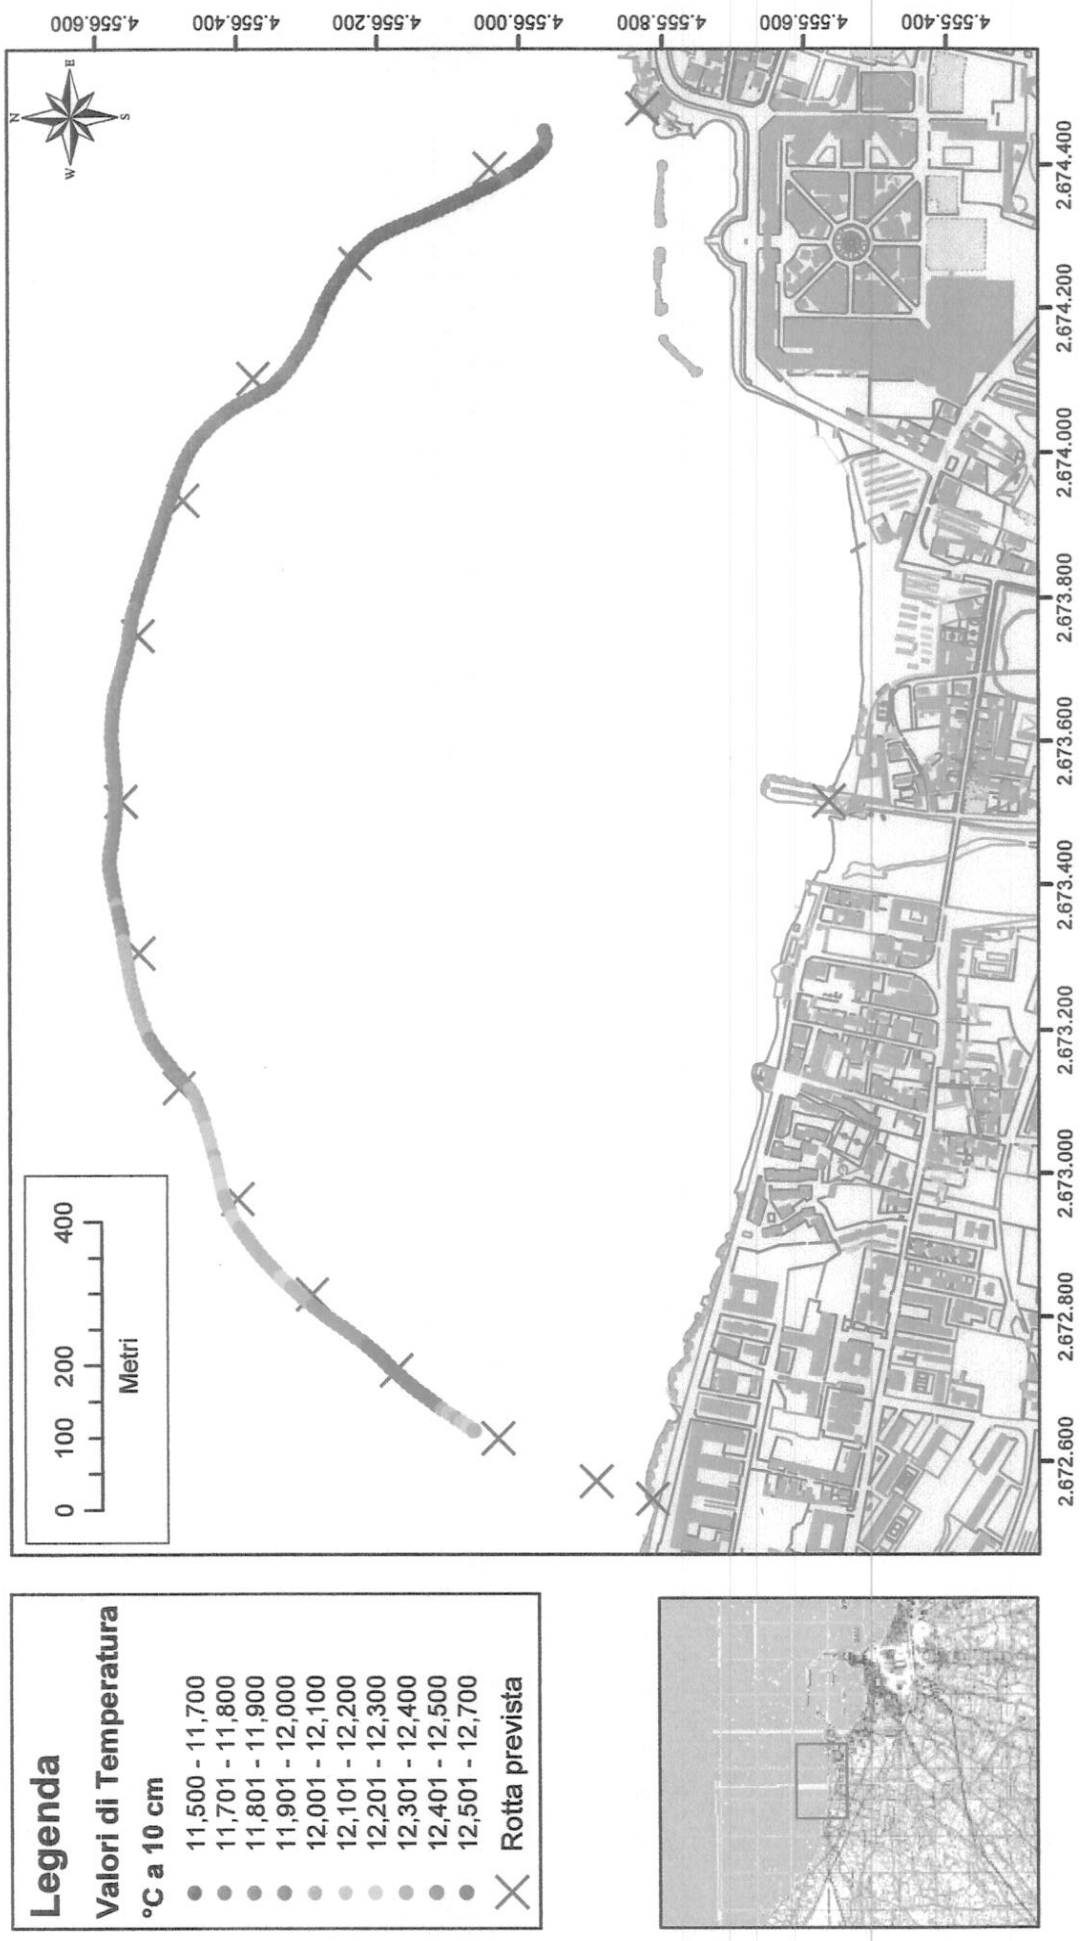 Legenda
Valori di Temperatura
°C a 10 cm
11,500 - 11,700
11,701 - 11,800
11,801 - 11,900
11,901 - 12,000
12,001 - 12,100
12,101 - 12,200
12,201 - 12,300
12,301 - 12,400
12,401 - 12,500
12,501 - 12,700
Rotta prevista
0 100 200 400
Metri
N
E
S
W
4.556.600
4.556.400
4.556.200
4.556.000
4.555.800
4.555.600
4.555.400
2.672.600
2.672.800
2.673.000
2.673.200
2.673.400
2.673.600
2.673.800
2.674.000
2.674.200
2.674.400